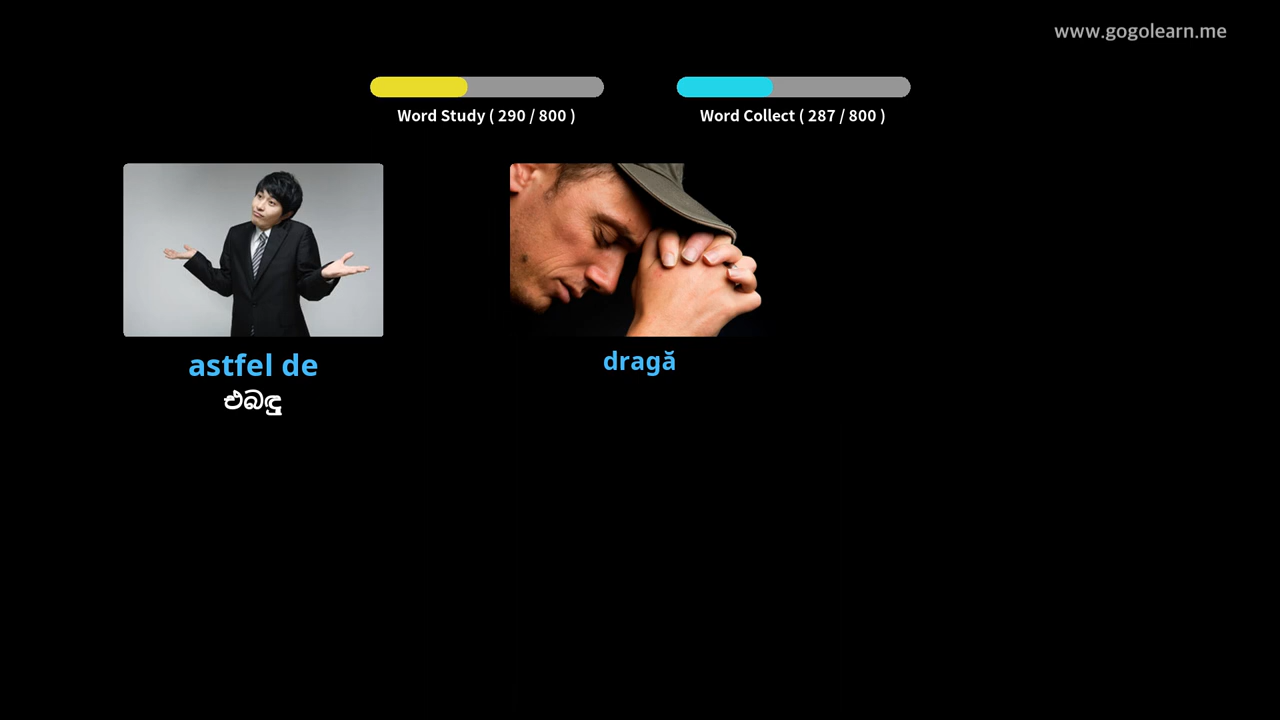 www.gogolearn.me
Word Study ( 290 / 800 )
Word Collect ( 287 / 800 )
astfel de
එබඳු
dragă